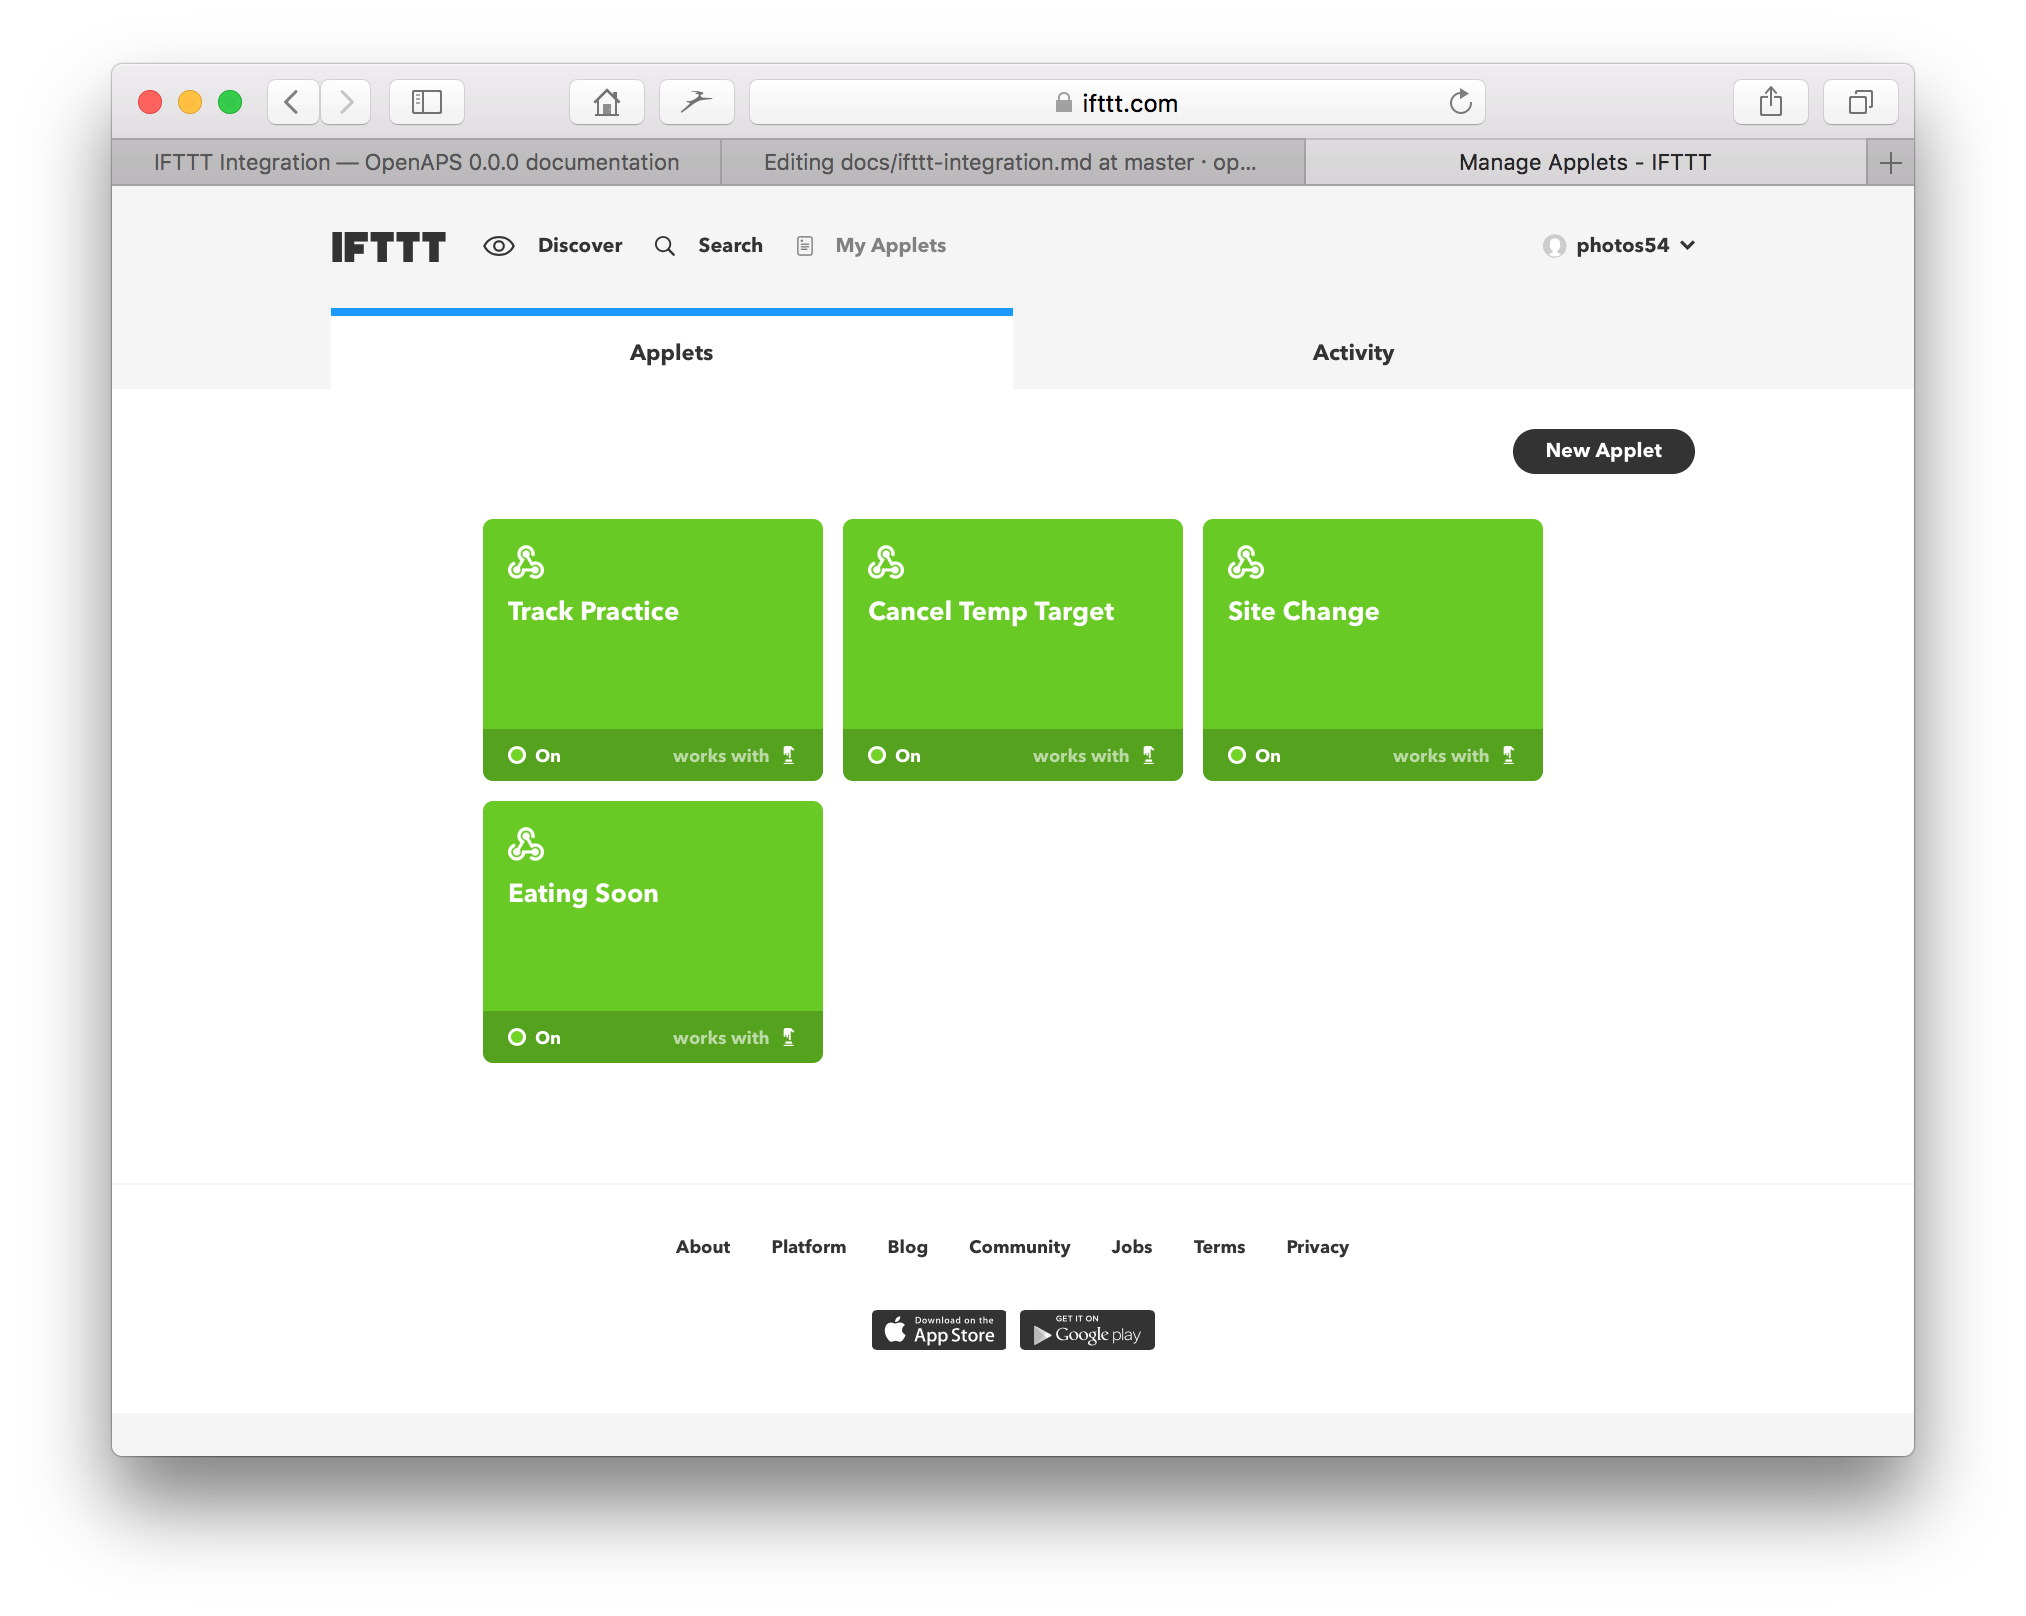 ifttt.com
IFTTT Integration — OpenAPS 0.0.0 documentation
Editing docs/ifttt-integration.md at master · op...
Manage Applets - IFTTT
IFTTT
Discover
Search
My Applets
photos54
Applets
Activity
New Applet
Track Practice
Cancel Temp Target
Site Change
On
works with
On
works with
On
works with
Eating Soon
On
works with
About
Platform
Blog
Community
Jobs
Terms
Privacy
Download on the
App Store
GET IT ON
Google play